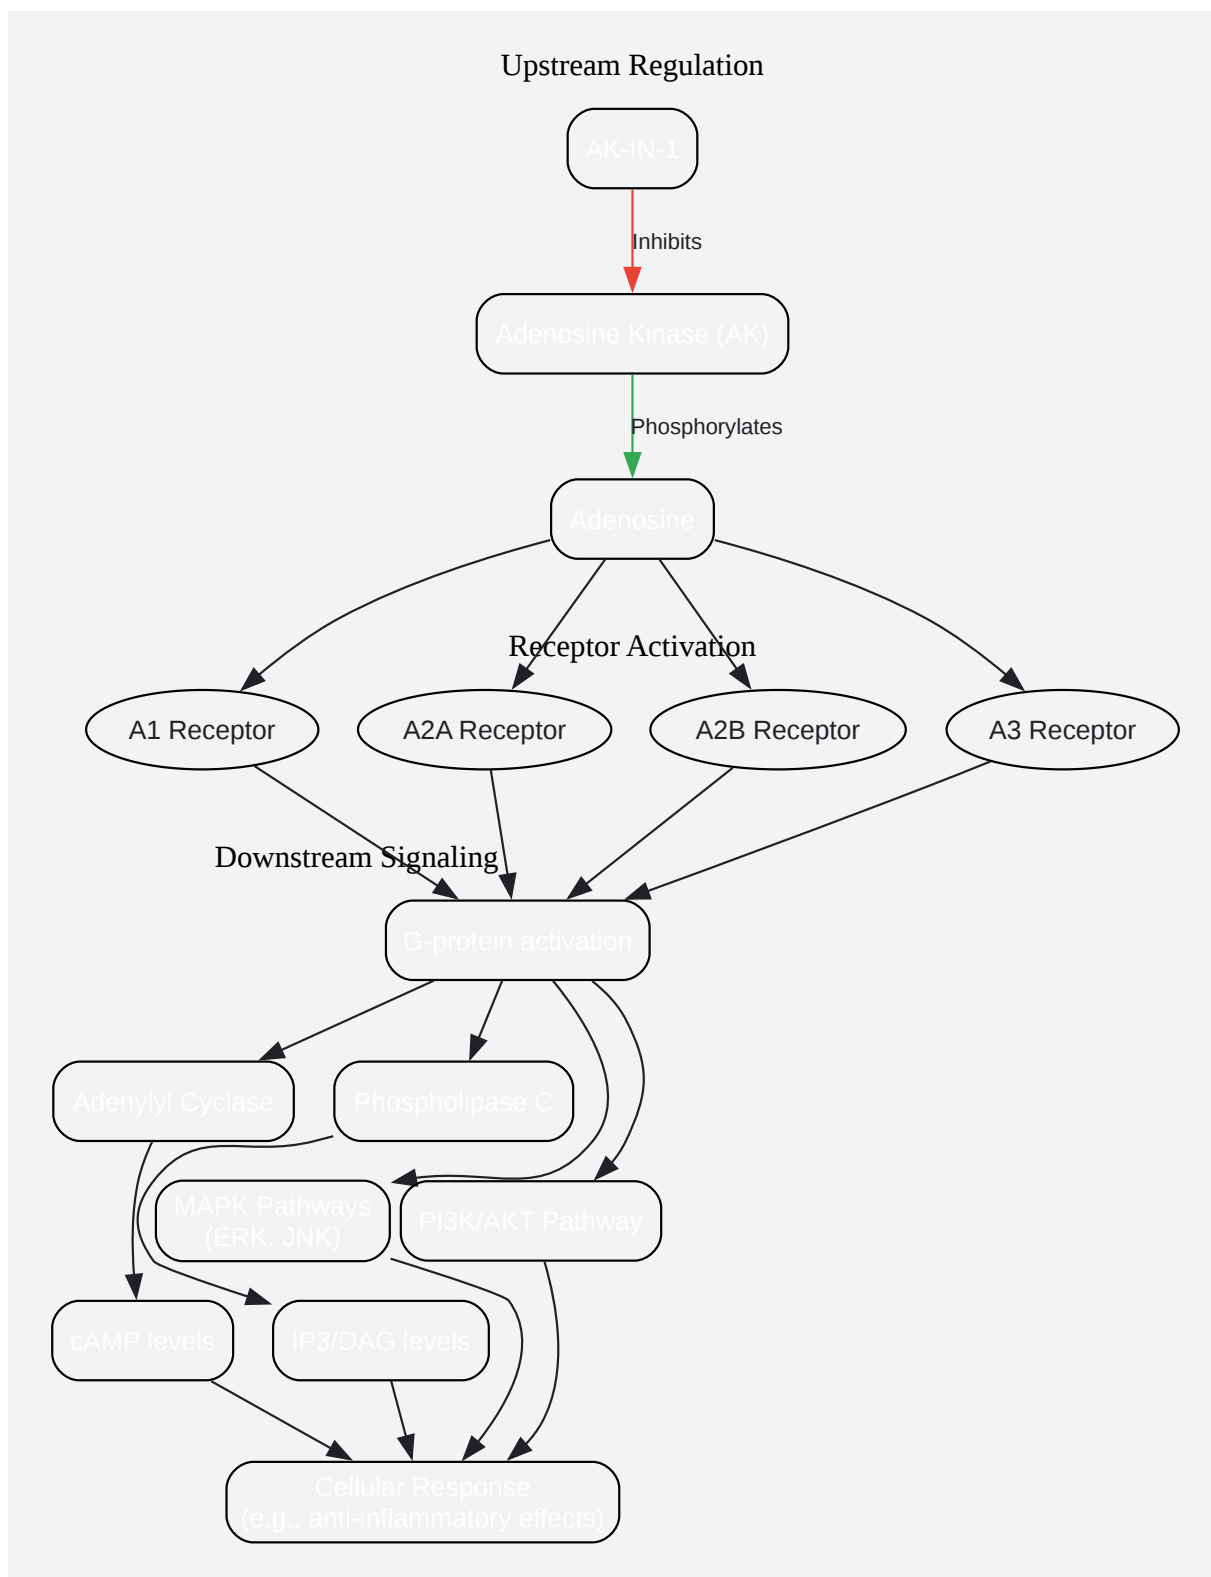 Upstream Regulation
AK-IN-1
Inhibits
Adenosine Kinase (AK)
Phosphorylates
Adenosine
Receptor Activation
A1 Receptor
A2A Receptor
A2B Receptor
A3 Receptor
Downstream Signaling
G-protein activation
Adenylyl Cyclase
Phospholipase C
MAPK Pathways
(ERK, JNK)
PI3K/AKT Pathway
cAMP levels
IP3/DAG levels
Cellular Response
(e.g., anti-inflammatory effects)